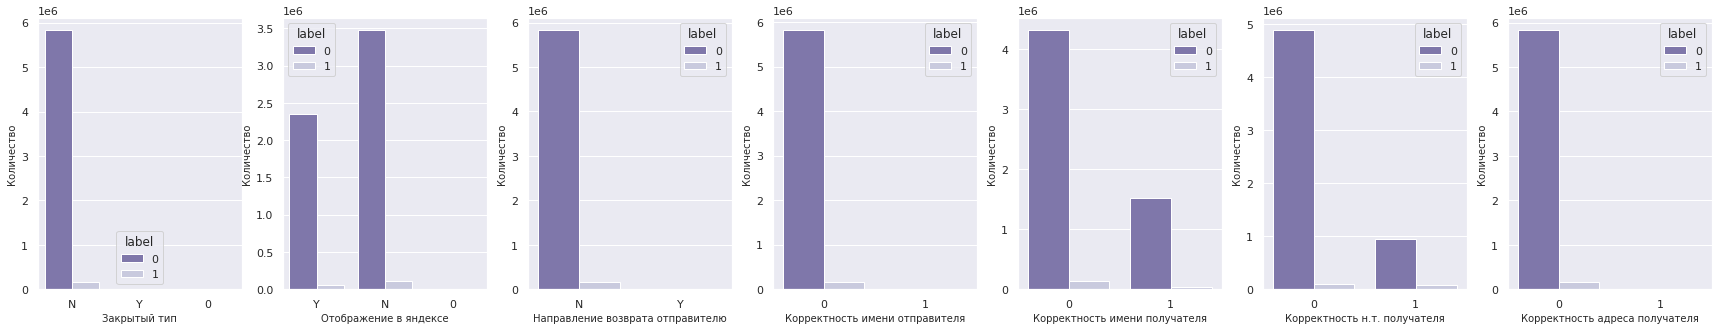 1e6
6
5
4
3
2
1
0
Количество
label
0
1
N
Y
0
Закрытый тип
1e6
3.5
3.0
2.5
2.0
1.5
1.0
0.5
0.0
Количество
label
0
1
Y
N
0
Отображение в яндексе
1e6
6
5
4
3
2
1
0
Количество
label
0
1
N
Y
Направление возврата отправителю
1e6
6
5
4
3
2
1
0
Количество
label
0
1
0
1
Корректность имени отправителя
1e6
4
3
2
1
0
Количество
label
0
1
0
1
Корректность имени получателя
1e6
5
4
3
2
1
0
Количество
label
0
1
0
1
Корректность н.т. получателя
1e6
6
5
4
3
2
1
0
Количество
label
0
1
0
1
Корректность адреса получателя